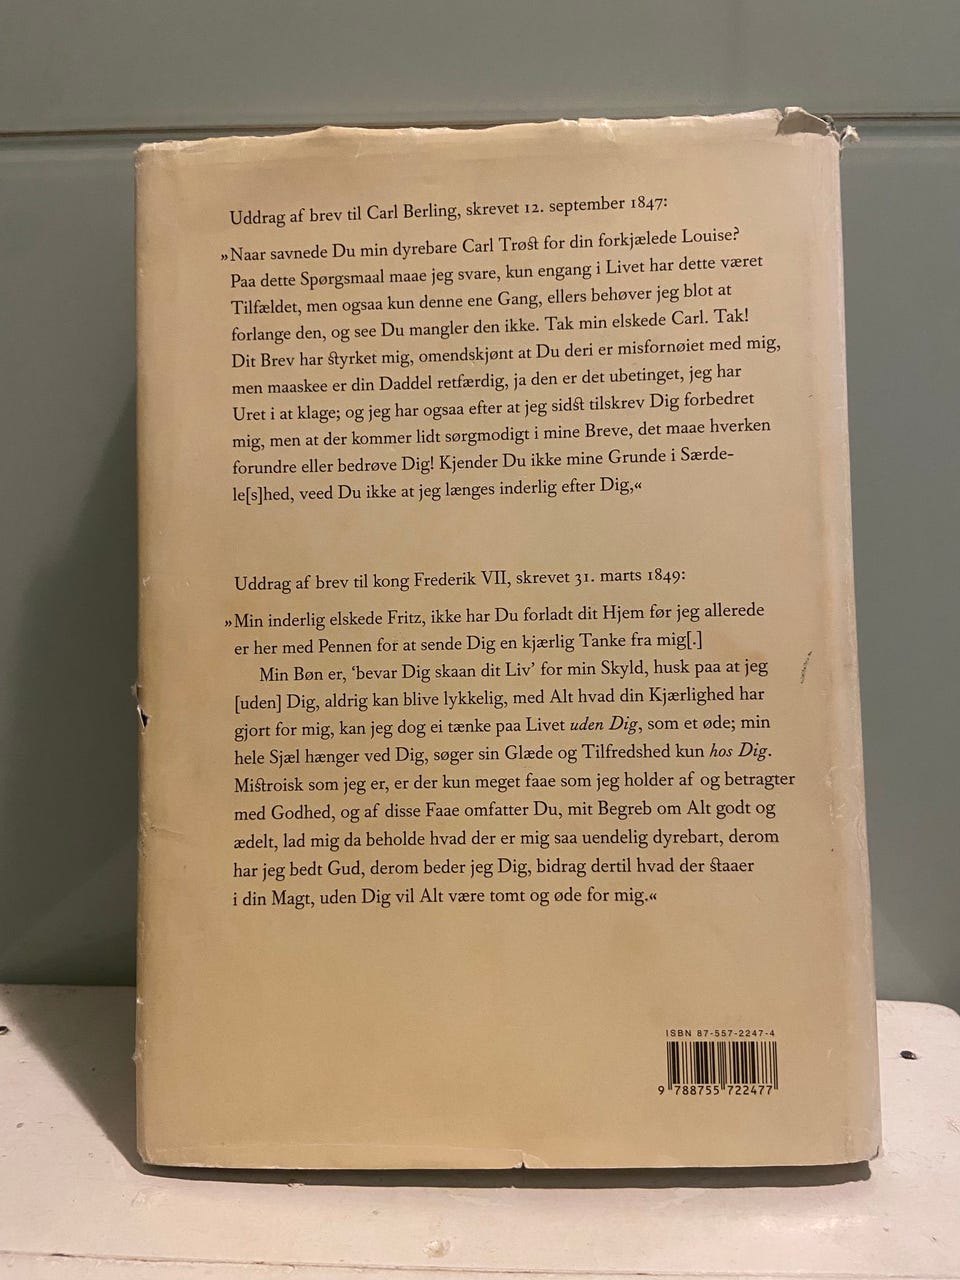 Uddrag af brev til Carl Berling, skrevet 12. september 1847:
»Naar savnede Du min dyrebare Carl Trøst for din forkjælede Louise?
Paa dette Spørgsmaal maae jeg svare, kun engang i Livet har dette været
Tilfældet, men ogsaa kun denne ene Gang, ellers behøver jeg blot at
forlange den, og see Du mangler den ikke. Tak min elskede Carl. Tak!
Dit Brev har styrket mig, omendskjønt at Du deri er misfornøiet med mig,
men maaskee er din Daddel retfærdig, ja den er det ubetinget, jeg har
Uret i at klage; og jeg har ogsaa efter at jeg sidst tilskrev Dig forbedret
mig, men at der kommer lidt sørgmodigt i mine Breve, det maae hverken
forundre eller bedrøve Dig! Kjender Du ikke mine Grunde i Særde-
le[s]hed, veed Du ikke at jeg længes inderlig efter Dig,«
Uddrag af brev til kong Frederik VII, skrevet 31. marts 1849:
»Min inderlig elskede Fritz, ikke har Du forladt dit Hjem før jeg allerede
er her med Pennen for at sende Dig en kjærlig Tanke fra mig[.]
Min Bøn er, ‘bevar Dig skaan dit Liv’ for min Skyld, husk paa at jeg
[uden] Dig, aldrig kan blive lykkelig, med Alt hvad din Kjærlighed har
gjort for mig, kan jeg dog ei tænke paa Livet uden Dig, som et øde; min
hele Sjæl hænger ved Dig, søger sin Glæde og Tilfredshed kun hos Dig.
Mistroisk som jeg er, er der kun meget faae som jeg holder af og betragter
med Godhed, og af disse Faae omfatter Du, mit Begreb om Alt godt og
ædelt, lad mig da beholde hvad der er mig saa uendelig dyrebart, derom
har jeg bedt Gud, derom beder jeg Dig, bidrag dertil hvad der staaer
i din Magt, uden Dig vil Alt være tomt og øde for mig.«
ISBN 87-557-2247-4
9 788755 722477